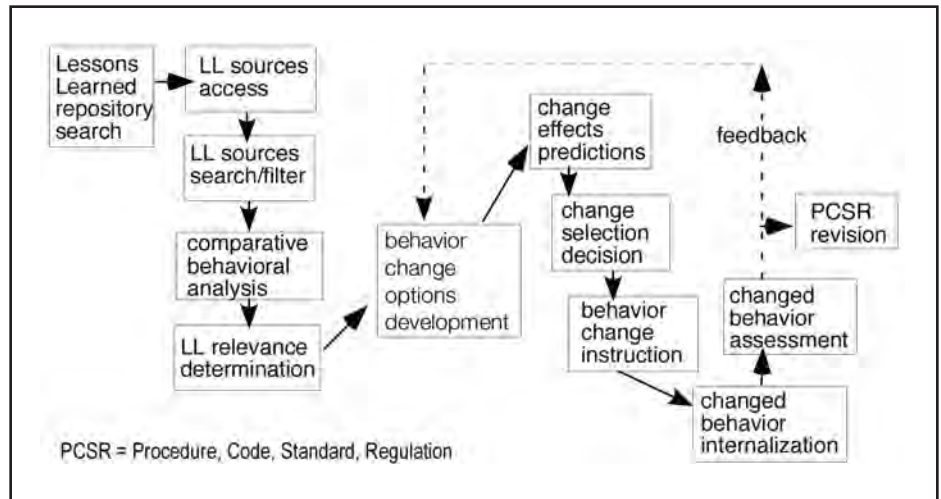 Lessons
Learned
repository
search
LL sources
access
LL sources
search/filter
comparative
behavioral
analysis
LL relevance
determination
behavior
change
options
development
change
effects
predictions
change
selection
decision
behavior
change
instruction
changed
behavior
internalization
changed
behavior
assessment
feedback
PCSR
revision
PCSR = Procedure, Code, Standard, Regulation